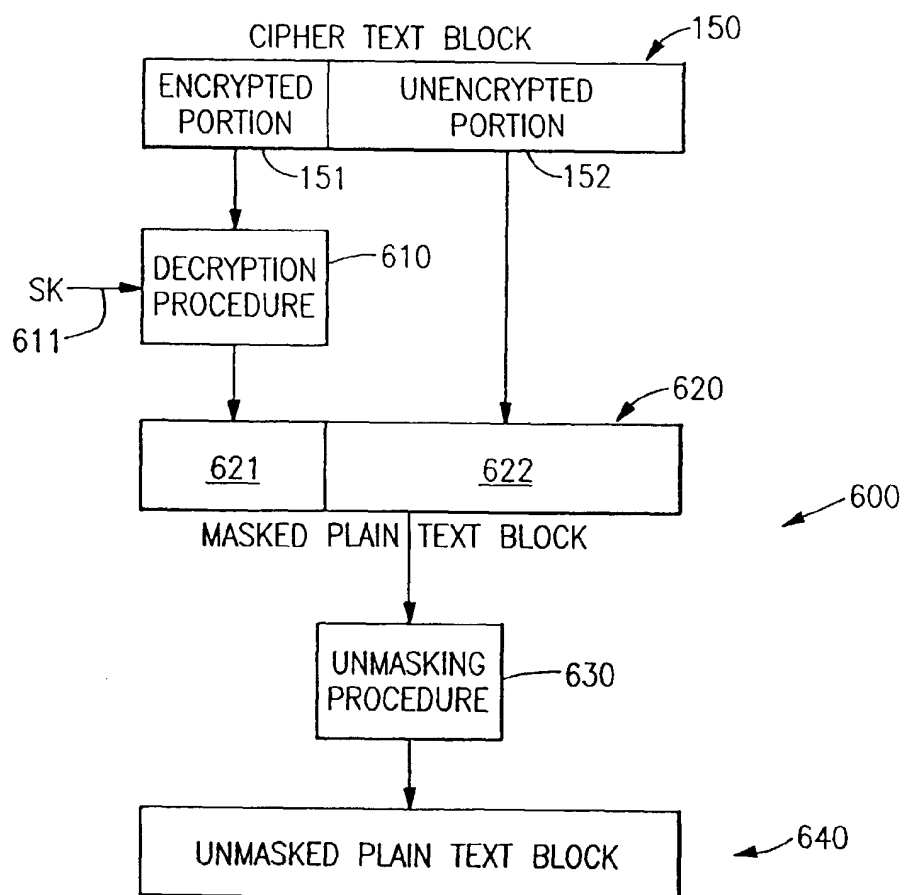 CIPHER TEXT BLOCK
150
ENCRYPTED PORTION
UNENCRYPTED PORTION
151
152
DECRYPTION PROCEDURE
610
SK
611
620
621
622
MASKED PLAIN TEXT BLOCK
600
UNMASKING PROCEDURE
630
UNMASKED PLAIN TEXT BLOCK
640